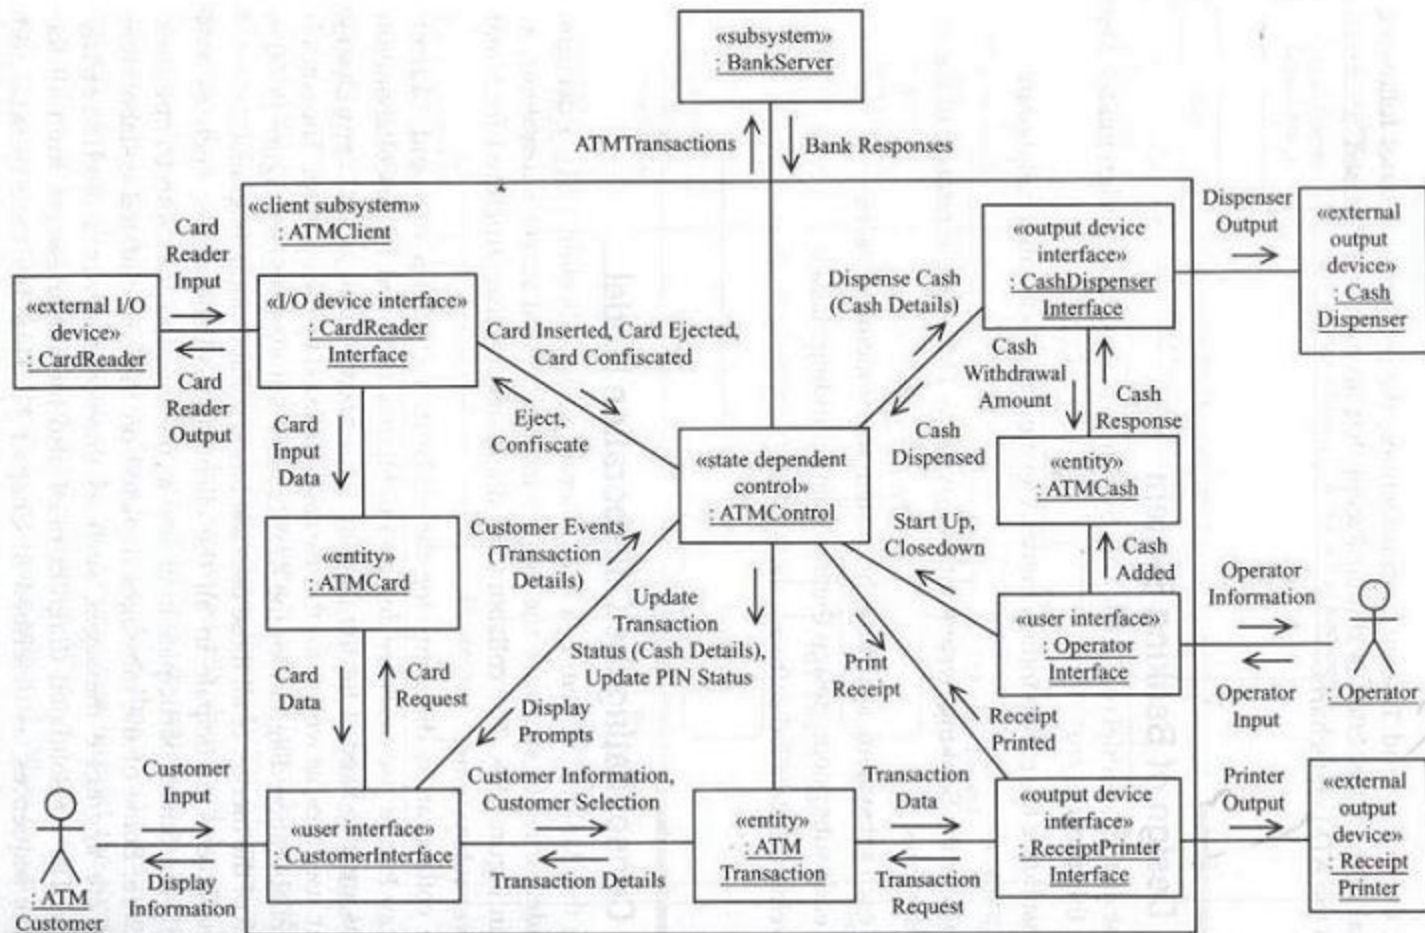 «subsystem»
: BankServer
ATMTransactions
Bank Responses
«client subsystem»
: ATMClient
Card
Reader
Input
«external I/O
device»
: CardReader
Card
Reader
Output
«I/O device interface»
: CardReader
Interface
Card Inserted, Card Ejected,
Card Confiscated
Eject,
Confiscate
Dispense Cash
(Cash Details)
«output device
interface»
: CashDispenser
Interface
Dispenser
Output
«external
output
device»
: Cash
Dispenser
Cash
Withdrawal
Amount
Cash
Response
Cash
Dispensed
Card
Input
Data
«state dependent
control»
: ATMControl
«entity»
: ATMCash
«entity»
: ATMCard
Customer Events
(Transaction
Details)
Start Up,
Closedown
Cash
Added
Operator
Information
Update
Transaction
Status (Cash Details),
Update PIN Status
«user interface»
: Operator
Interface
Operator
Input
: Operator
Card
Data
Card
Request
Print
Receipt
Display
Prompts
Receipt
Printed
Customer
Input
Customer Information,
Customer Selection
Transaction
Data
Printer
Output
: ATM
Customer
Display
Information
«user interface»
: CustomerInterface
Transaction Details
«entity»
: ATM
Transaction
Transaction
Request
«output device
interface»
: ReceiptPrinter
Interface
«external
output
device»
: Receipt
Printer